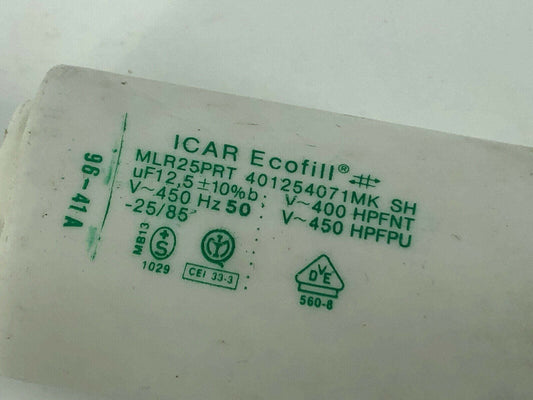 ICAR Ecofill®
MLR25PRT 401254071MK SH
uF12,5 ±10%b V~400 HPFNT
V~450 Hz 50 V~450 HPFPU
-25/85
96-41A
MB13
S
1029
CEI 33-3
DVE
560-8